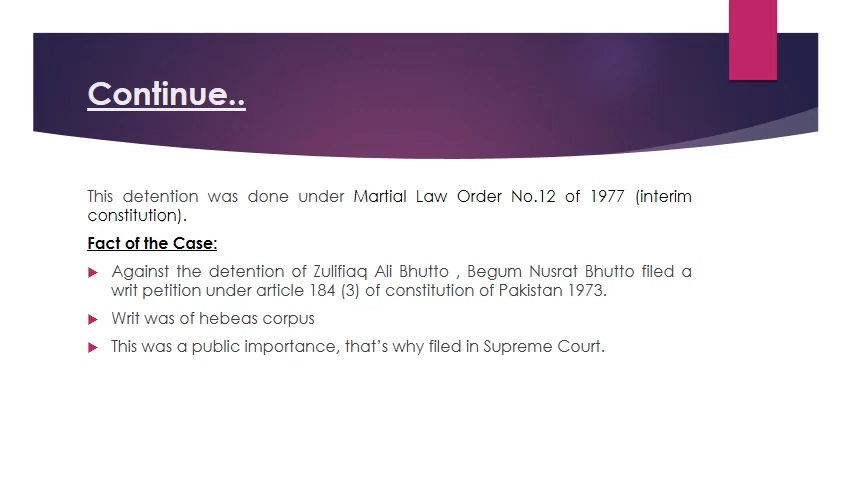 Continue..
This detention was done under Martial Law Order No.12 of 1977 (interim
constitution).
Fact of the Case:
Against the detention of Zulifiaq Ali Bhutto , Begum Nusrat Bhutto filed a
writ petition under article 184 (3) of constitution of Pakistan 1973.
Writ was of hebeas corpus
This was a public importance, that’s why filed in Supreme Court.